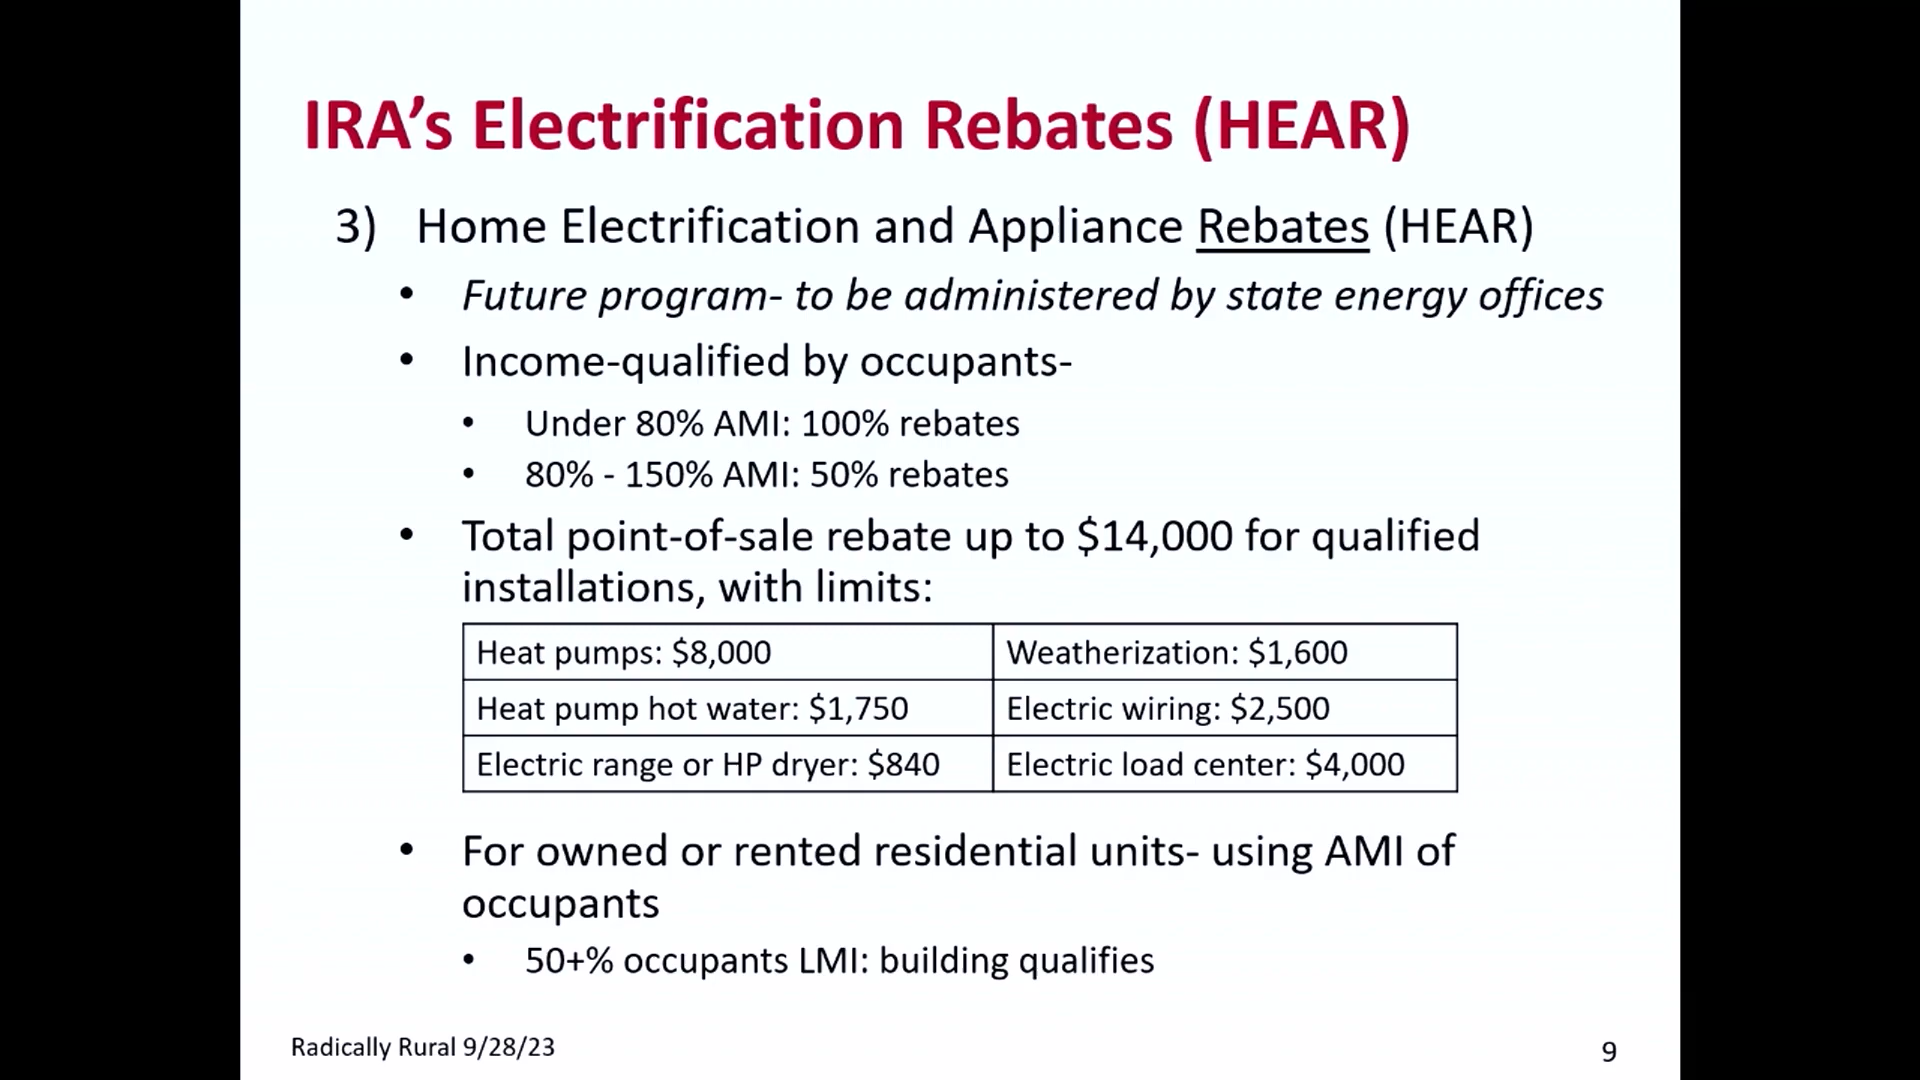 IRA’s Electrification Rebates (HEAR)
3) Home Electrification and Appliance Rebates (HEAR)
• Future program- to be administered by state energy offices
• Income-qualified by occupants-
• Under 80% AMI: 100% rebates
• 80% - 150% AMI: 50% rebates
• Total point-of-sale rebate up to $14,000 for qualified
installations, with limits:
Heat pumps: $8,000 Weatherization: $1,600
Heat pump hot water: $1,750 Electric wiring: $2,500
Electric range or HP dryer: $840 Electric load center: $4,000
• For owned or rented residential units- using AMI of
occupants
• 50+% occupants LMI: building qualifies
Radically Rural 9/28/23 9